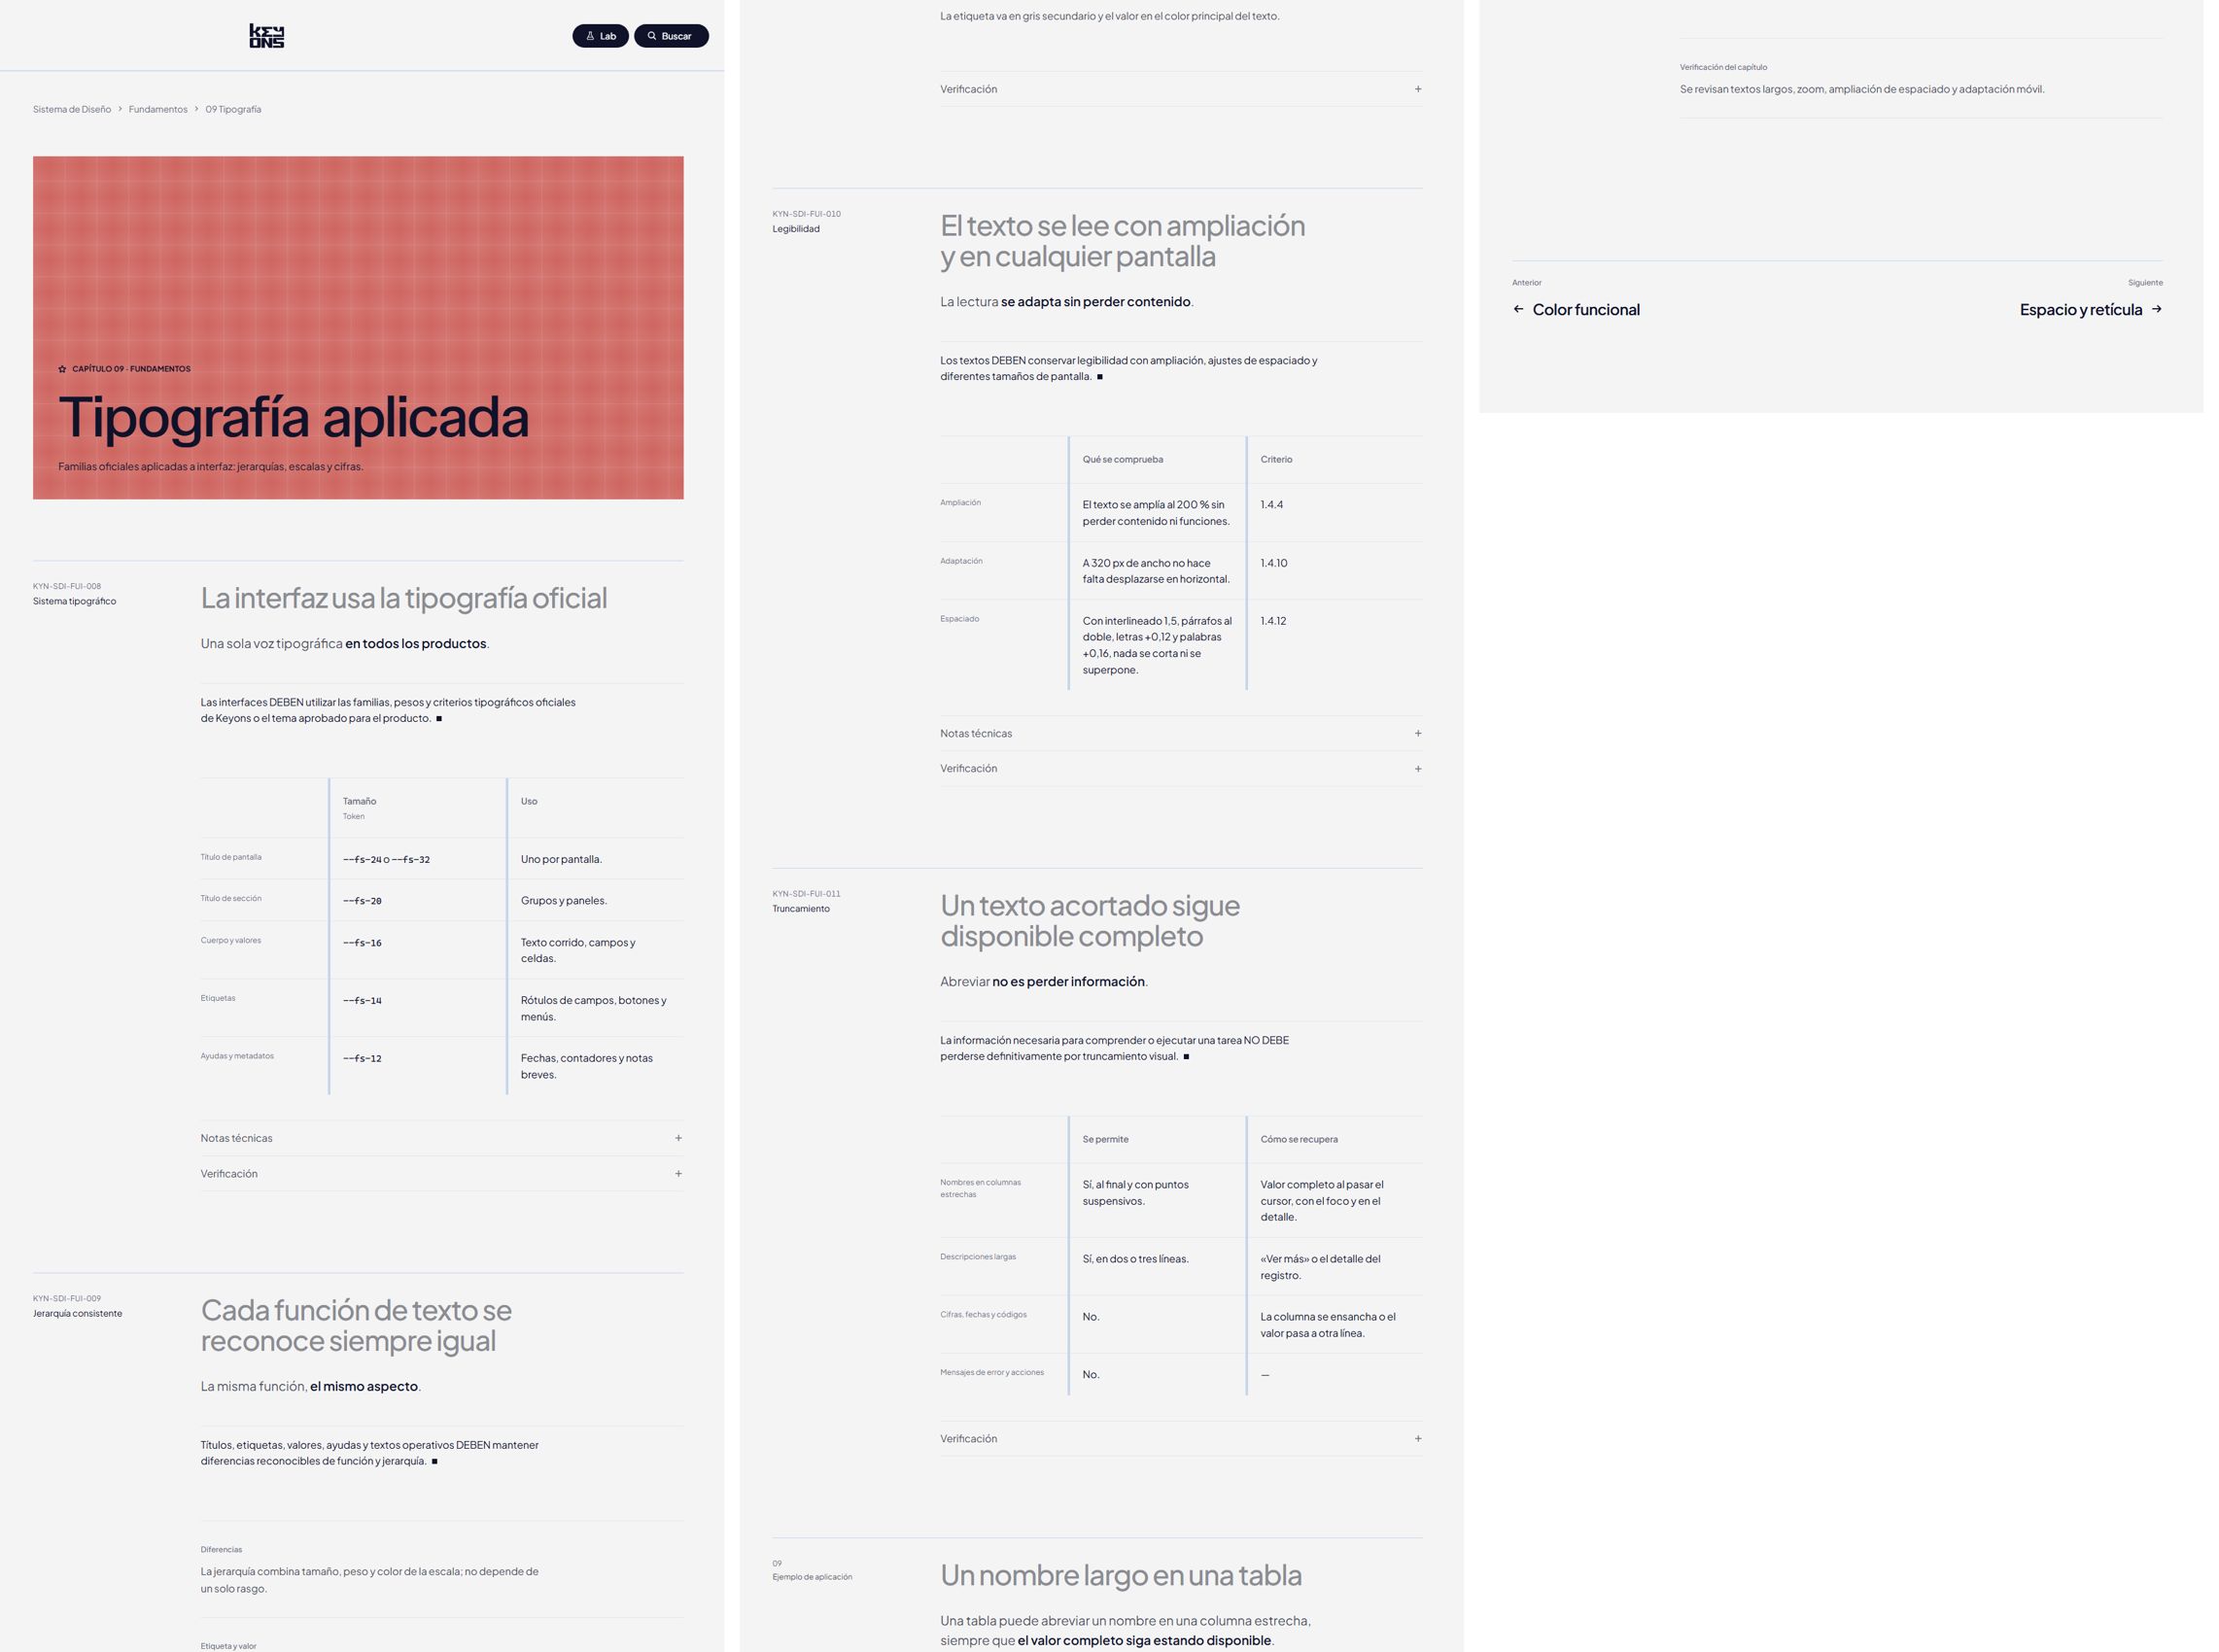 KEYONS
Lab
Buscar
Sistema de Diseño > Fundamentos > 09 Tipografía
CAPÍTULO 09 · FUNDAMENTOS
Tipografía aplicada
Familias oficiales aplicadas a interfaz: jerarquías, escalas y cifras.
KYN-SDI-FUI-008
Sistema tipográfico
La interfaz usa la tipografía oficial
Una sola voz tipográfica en todos los productos.
Las interfaces DEBEN utilizar las familias, pesos y criterios tipográficos oficiales
de Keyons o el tema aprobado para el producto. ■
Tamaño
Token
Uso
Título de pantalla
--fs-24 o --fs-32
Uno por pantalla.
Título de sección
--fs-20
Grupos y paneles.
Cuerpo y valores
--fs-16
Texto corrido, campos y
celdas.
Etiquetas
--fs-14
Rótulos de campos, botones y
menús.
Ayudas y metadatos
--fs-12
Fechas, contadores y notas
breves.
Notas técnicas +
Verificación +
KYN-SDI-FUI-009
Jerarquía consistente
Cada función de texto se
reconoce siempre igual
La misma función, el mismo aspecto.
Títulos, etiquetas, valores, ayudas y textos operativos DEBEN mantener
diferencias reconocibles de función y jerarquía. ■
Diferencias
La jerarquía combina tamaño, peso y color de la escala; no depende de
un solo rasgo.
Etiqueta y valor
La etiqueta va en gris secundario y el valor en el color principal del texto.
Verificación +
KYN-SDI-FUI-010
Legibilidad
El texto se lee con ampliación
y en cualquier pantalla
La lectura se adapta sin perder contenido.
Los textos DEBEN conservar legibilidad con ampliación, ajustes de espaciado y
diferentes tamaños de pantalla. ■
Qué se comprueba
Criterio
Ampliación
El texto se amplía al 200 % sin
perder contenido ni funciones.
1.4.4
Adaptación
A 320 px de ancho no hace
falta desplazarse en horizontal.
1.4.10
Espaciado
Con interlineado 1,5, párrafos al
doble, letras +0,12 y palabras
+0,16, nada se corta ni se
superpone.
1.4.12
Notas técnicas +
Verificación +
KYN-SDI-FUI-011
Truncamiento
Un texto acortado sigue
disponible completo
Abreviar no es perder información.
La información necesaria para comprender o ejecutar una tarea NO DEBE
perderse definitivamente por truncamiento visual. ■
Se permite
Cómo se recupera
Nombres en columnas
estrechas
Sí, al final y con puntos
suspensivos.
Valor completo al pasar el
cursor, con el foco y en el
detalle.
Descripciones largas
Sí, en dos o tres líneas.
«Ver más» o el detalle del
registro.
Cifras, fechas y códigos
No.
La columna se ensancha o el
valor pasa a otra línea.
Mensajes de error y acciones
No.
—
Verificación +
09
Ejemplo de aplicación
Un nombre largo en una tabla
Una tabla puede abreviar un nombre en una columna estrecha,
siempre que el valor completo siga estando disponible.
Verificación del capítulo
Se revisan textos largos, zoom, ampliación de espaciado y adaptación móvil.
Anterior
← Color funcional
Siguiente
Espacio y retícula →